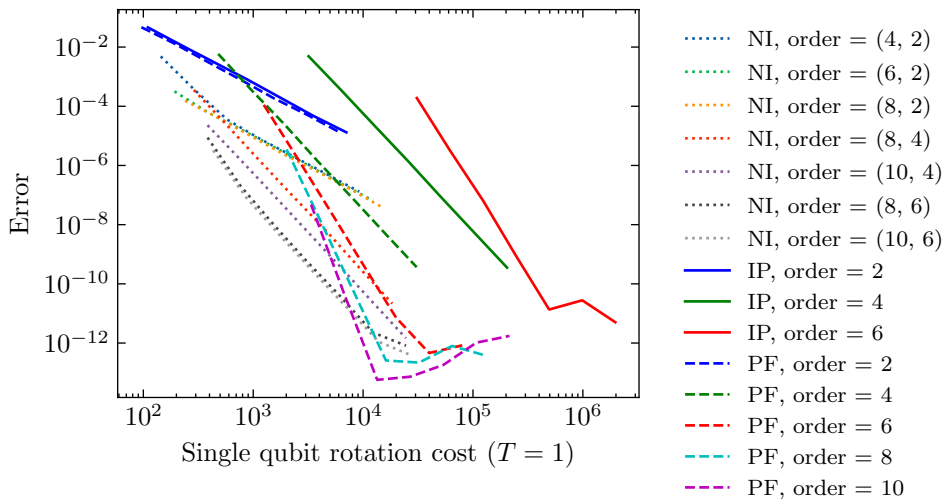 10^{-2}
10^{-4}
10^{-6}
10^{-8}
10^{-10}
10^{-12}
Error
10^2 10^3 10^4 10^5 10^6
Single qubit rotation cost (T = 1)
NI, order = (4, 2)
NI, order = (6, 2)
NI, order = (8, 2)
NI, order = (8, 4)
NI, order = (10, 4)
NI, order = (8, 6)
NI, order = (10, 6)
IP, order = 2
IP, order = 4
IP, order = 6
PF, order = 2
PF, order = 4
PF, order = 6
PF, order = 8
PF, order = 10